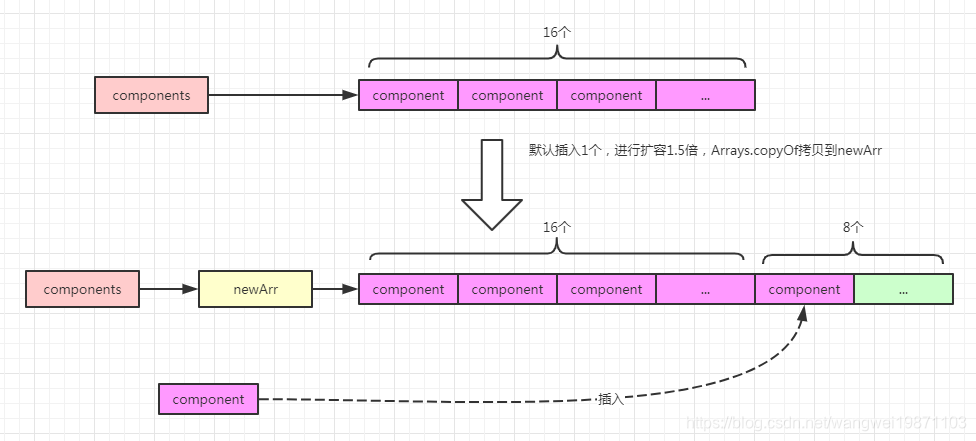 16个
components
component
component
component
...
默认插入1个，进行扩容1.5倍，Arrays.copyOf拷贝到newArr
16个
8个
components
newArr
component
component
component
...
component
...
component
插入
https://blog.csdn.net/wangwei19871103